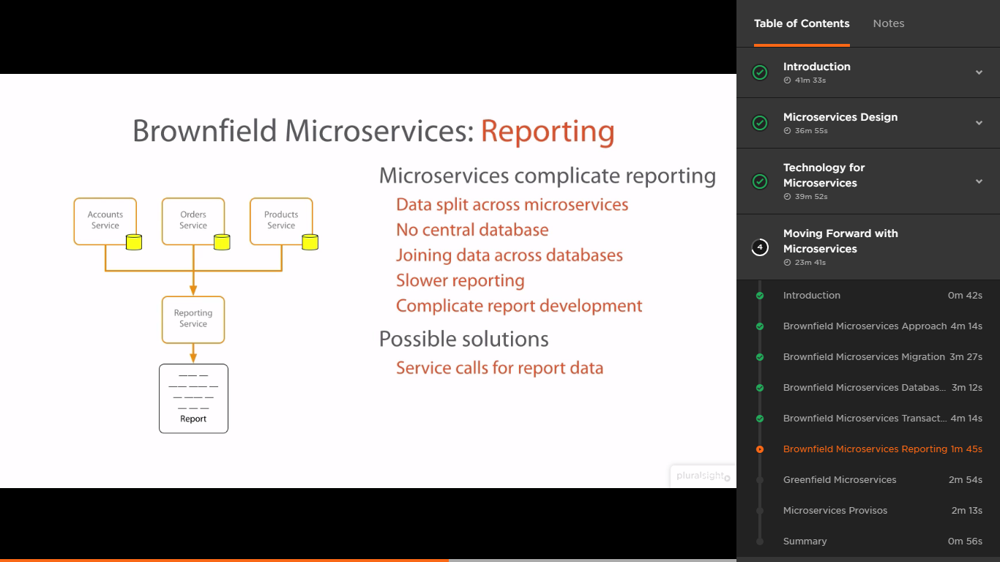 Brownfield Microservices: Reporting
Accounts
Service
Orders
Service
Products
Service
Reporting
Service
Report
Microservices complicate reporting
Data split across microservices
No central database
Joining data across databases
Slower reporting
Complicate report development
Possible solutions
Service calls for report data
pluralsight
Table of Contents
Notes
Introduction
41m 33s
Microservices Design
36m 55s
Technology for
Microservices
39m 52s
4
Moving Forward with
Microservices
23m 41s
Introduction 0m 42s
Brownfield Microservices Approach 4m 14s
Brownfield Microservices Migration 3m 27s
Brownfield Microservices Databas... 3m 12s
Brownfield Microservices Transact... 4m 14s
Brownfield Microservices Reporting 1m 45s
Greenfield Microservices 2m 54s
Microservices Provisos 2m 13s
Summary 0m 56s